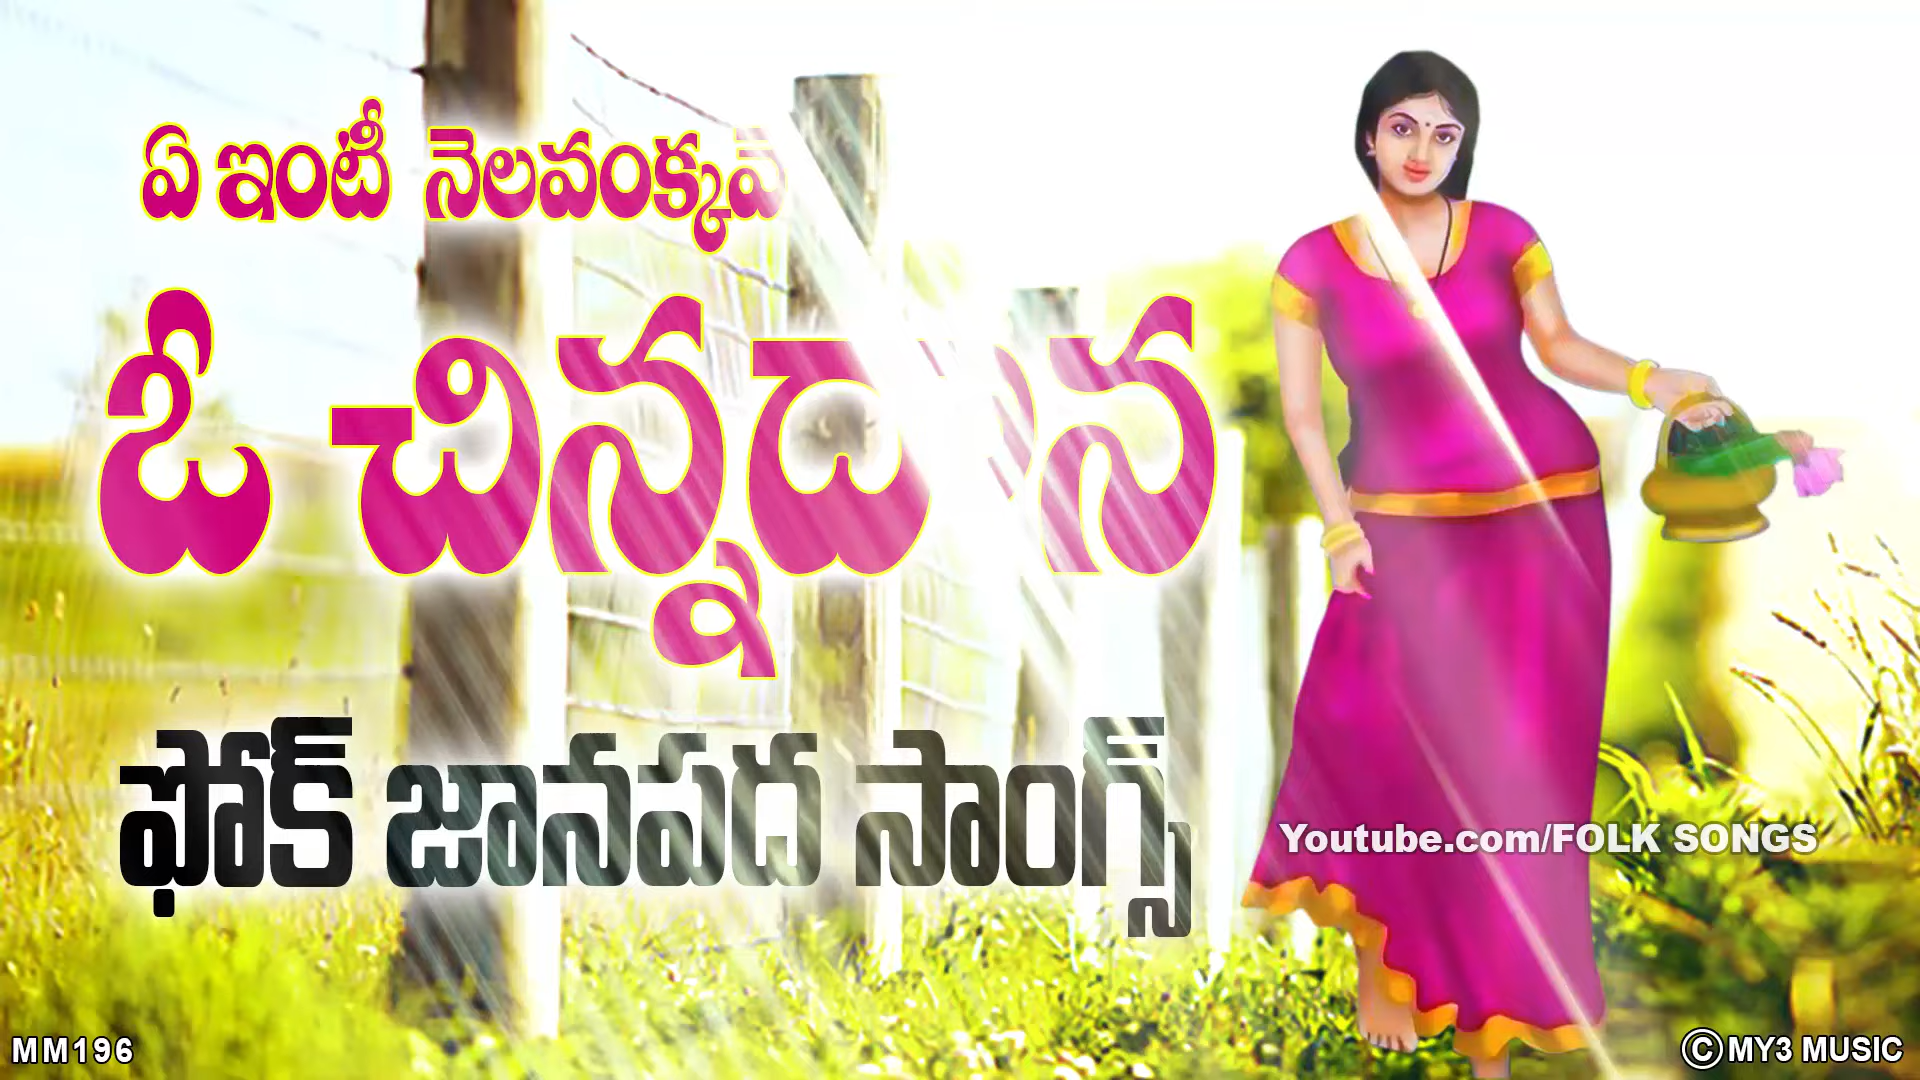 ఏ ఇంటీ నెలవంక్కవే
ఓ చిన్నదాన
ఫోక్ జానపద సాంగ్స్
Youtube.com/FOLK SONGS
MM196
©MY3 MUSIC